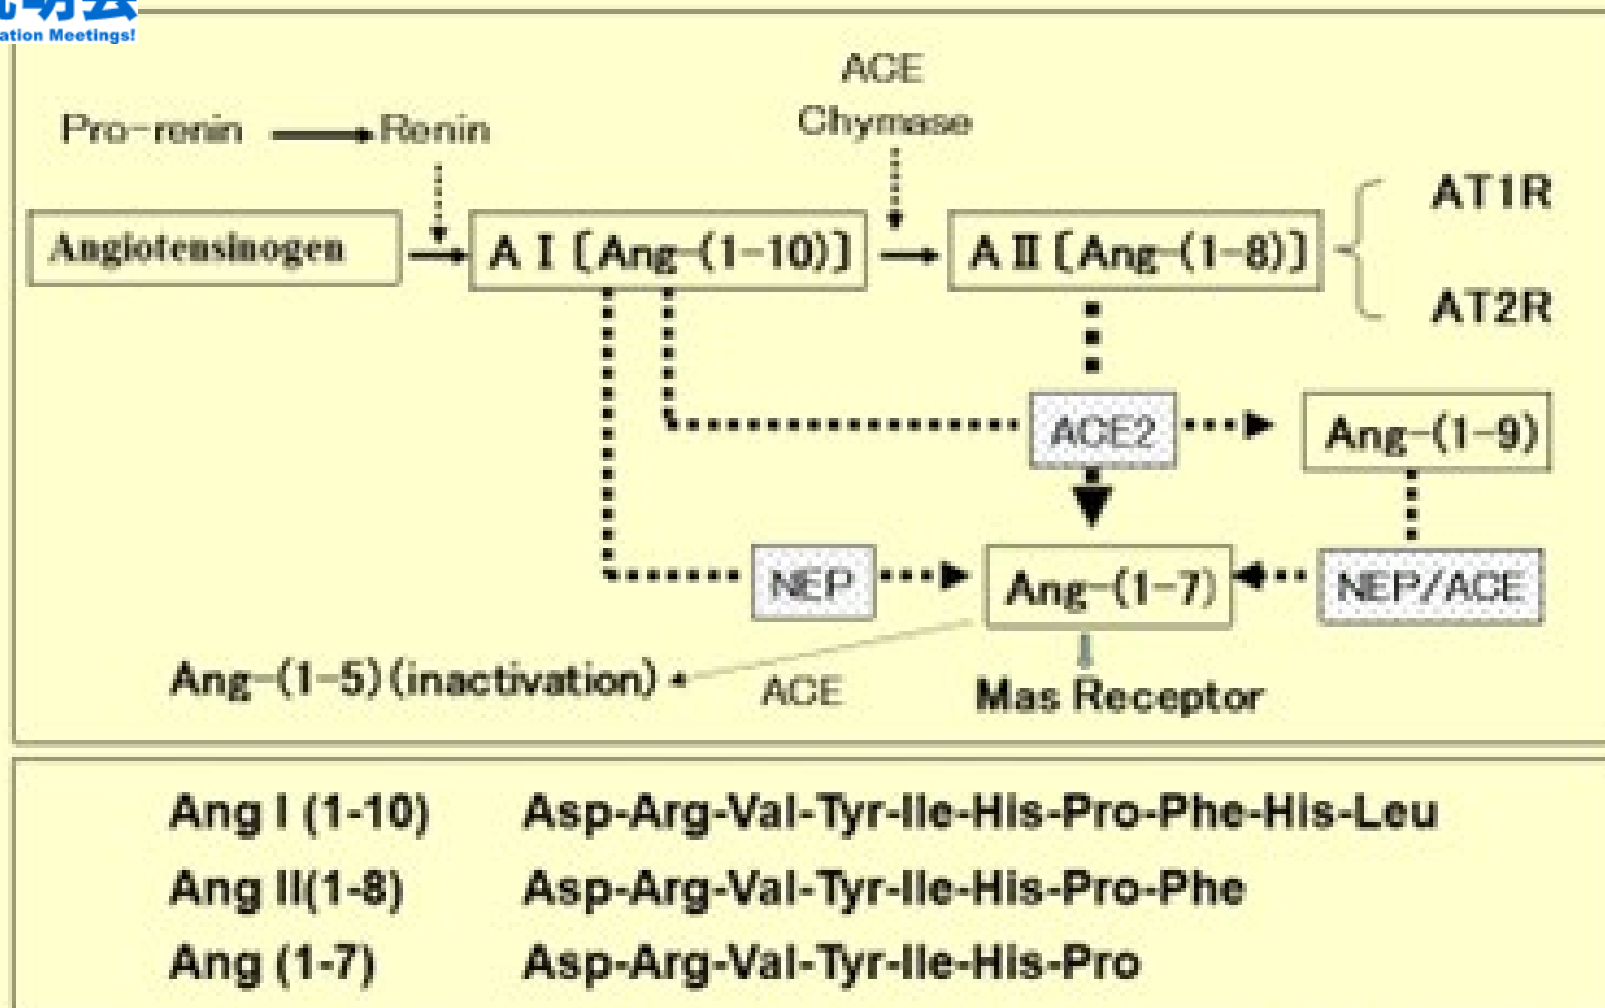 説明会
ation Meetings!
ACE
Chymase
Pro-renin
Renin
AT1R
Angiotensinogen
A I [Ang-(1-10)]
A II [Ang-(1-8)]
AT2R
ACE2
Ang-(1-9)
NEP
Ang-(1-7)
NEP/ACE
Ang-(1-5)(inactivation)
ACE
Mas Receptor
Ang I (1-10) Asp-Arg-Val-Tyr-Ile-His-Pro-Phe-His-Leu
Ang II(1-8) Asp-Arg-Val-Tyr-Ile-His-Pro-Phe
Ang (1-7) Asp-Arg-Val-Tyr-Ile-His-Pro